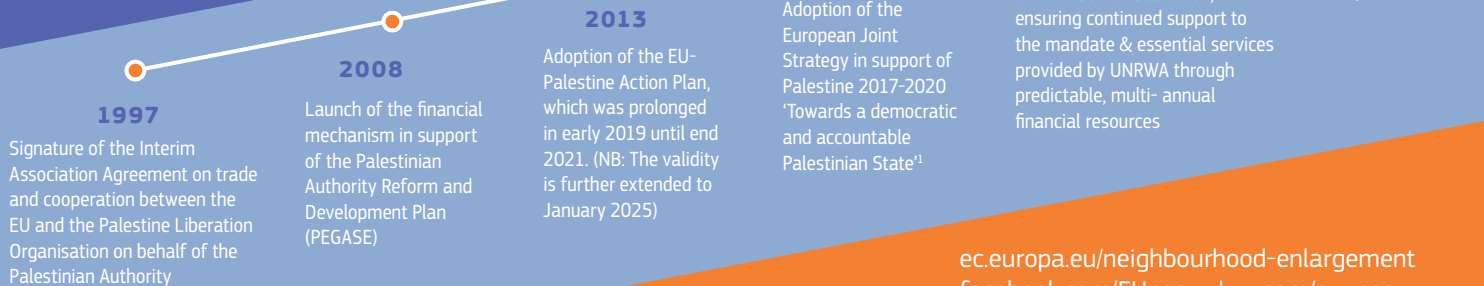 1997
Signature of the Interim
Association Agreement on trade
and cooperation between the
EU and the Palestine Liberation
Organisation on behalf of the
Palestinian Authority
2008
Launch of the financial
mechanism in support
of the Palestinian
Authority Reform and
Development Plan
(PEGASE)
2013
Adoption of the EU-
Palestine Action Plan,
which was prolonged
in early 2019 until end
2021. (NB: The validity
is further extended to
January 2025)
Adoption of the
European Joint
Strategy in support of
Palestine 2017-2020
‘Towards a democratic
and accountable
Palestinian State’¹
ensuring continued support to
the mandate & essential services
provided by UNRWA through
predictable, multi- annual
financial resources
ec.europa.eu/neighbourhood-enlargement